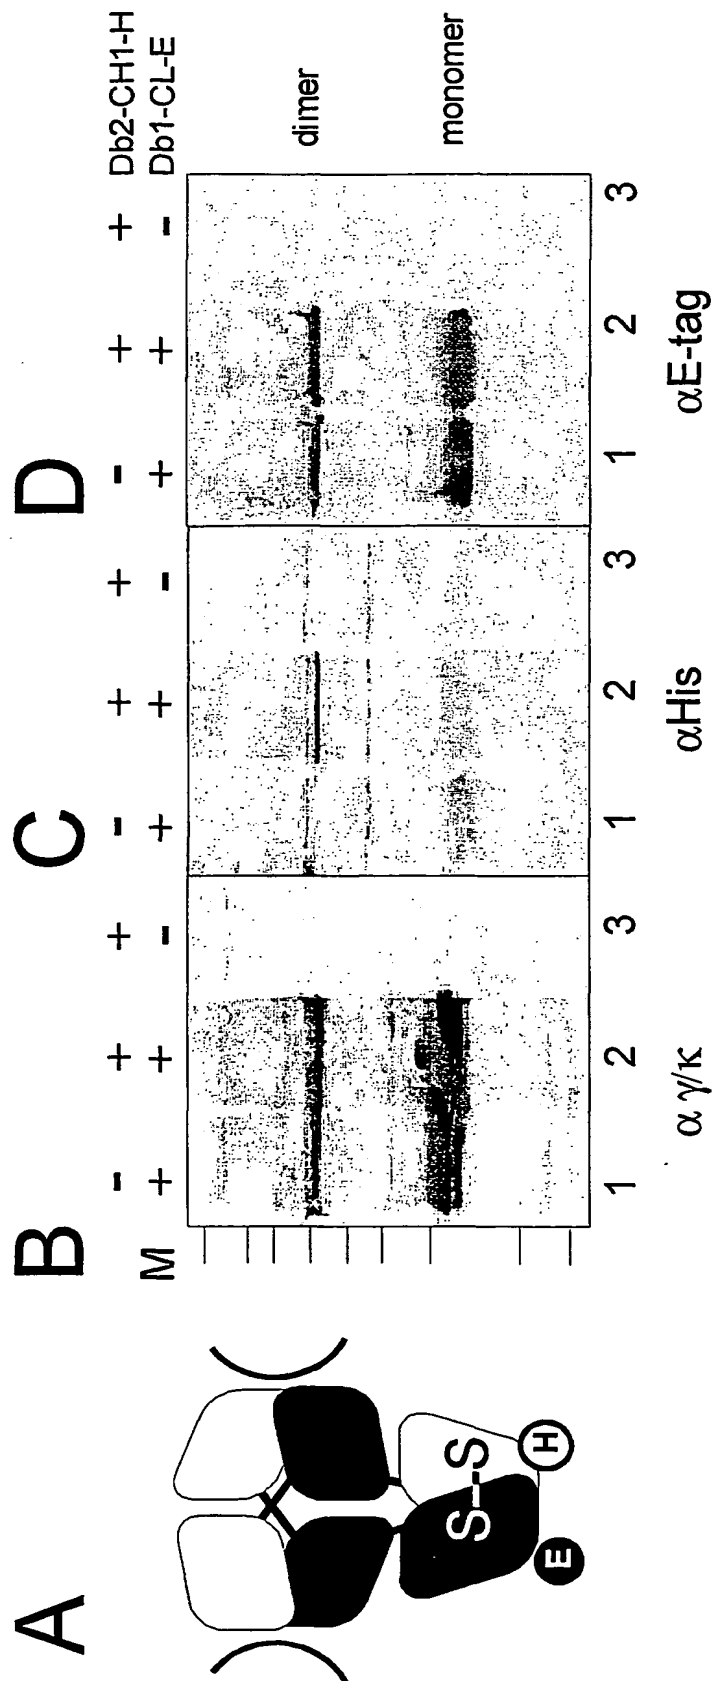 A
B
C
D
- + +
- + +
- + +
Db2-CH1-H
M
+ + -
+ + -
+ + -
Db1-CL-E
dimer
monomer
S-S
E
H
1 2 3
1 2 3
1 2 3
α γ/κ
αHis
αE-tag